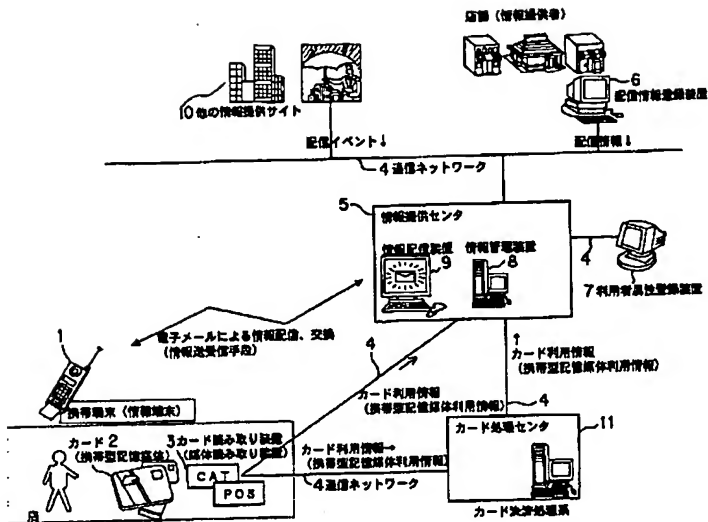 店舗（情報提供者）
6
配信情報登録装置
10 他の情報提供サイト
配信イベント↓
配信情報↓
4 通信ネットワーク
5
情報提供センタ
情報配信装置
情報管理装置
9
8
4
7 利用者属性登録装置
電子メールによる情報配信、交換
（情報送受信手段）
1
携帯端末（情報端末）
4
カード利用情報
（携帯型記憶媒体利用情報）
↑
カード利用情報
（携帯型記憶媒体利用情報）
4
カード 2
（携帯型記憶媒体）
3 カード読み取り装置
（媒体読み取り装置）
CAT
POS
カード利用情報→
（携帯型記憶媒体利用情報）
4 通信ネットワーク
カード処理センタ
11
カード決済処理系
店